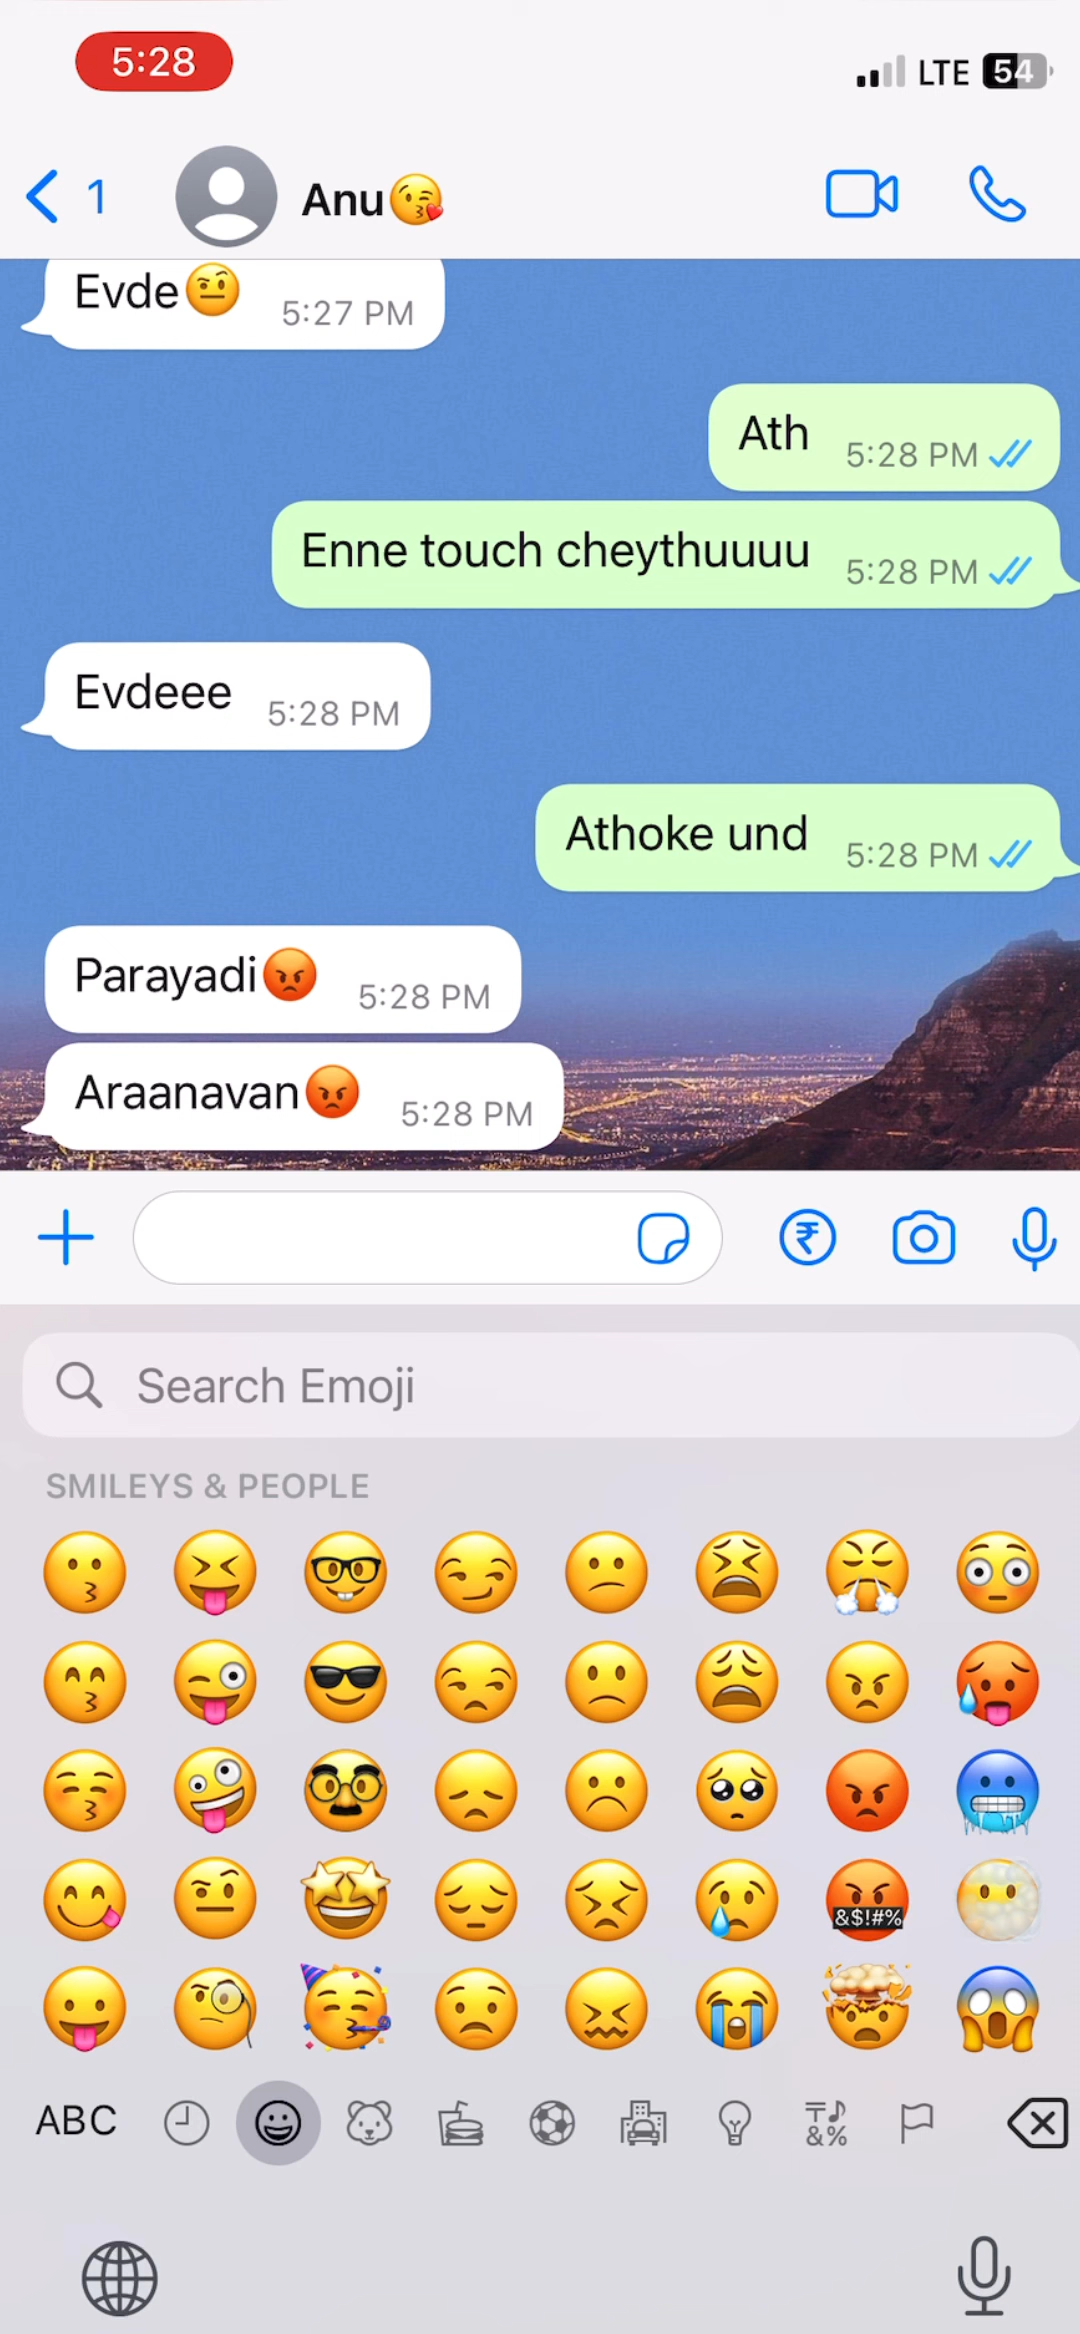 5:28
LTE 54
1
Anu😘
Evde🤨 5:27 PM
Ath 5:28 PM
Enne touch cheythuuuu 5:28 PM
Evdeee 5:28 PM
Athoke und 5:28 PM
Parayadi😡 5:28 PM
Araanavan😡 5:28 PM
₹
Search Emoji
SMILEYS & PEOPLE
&$!#%
ABC
&%